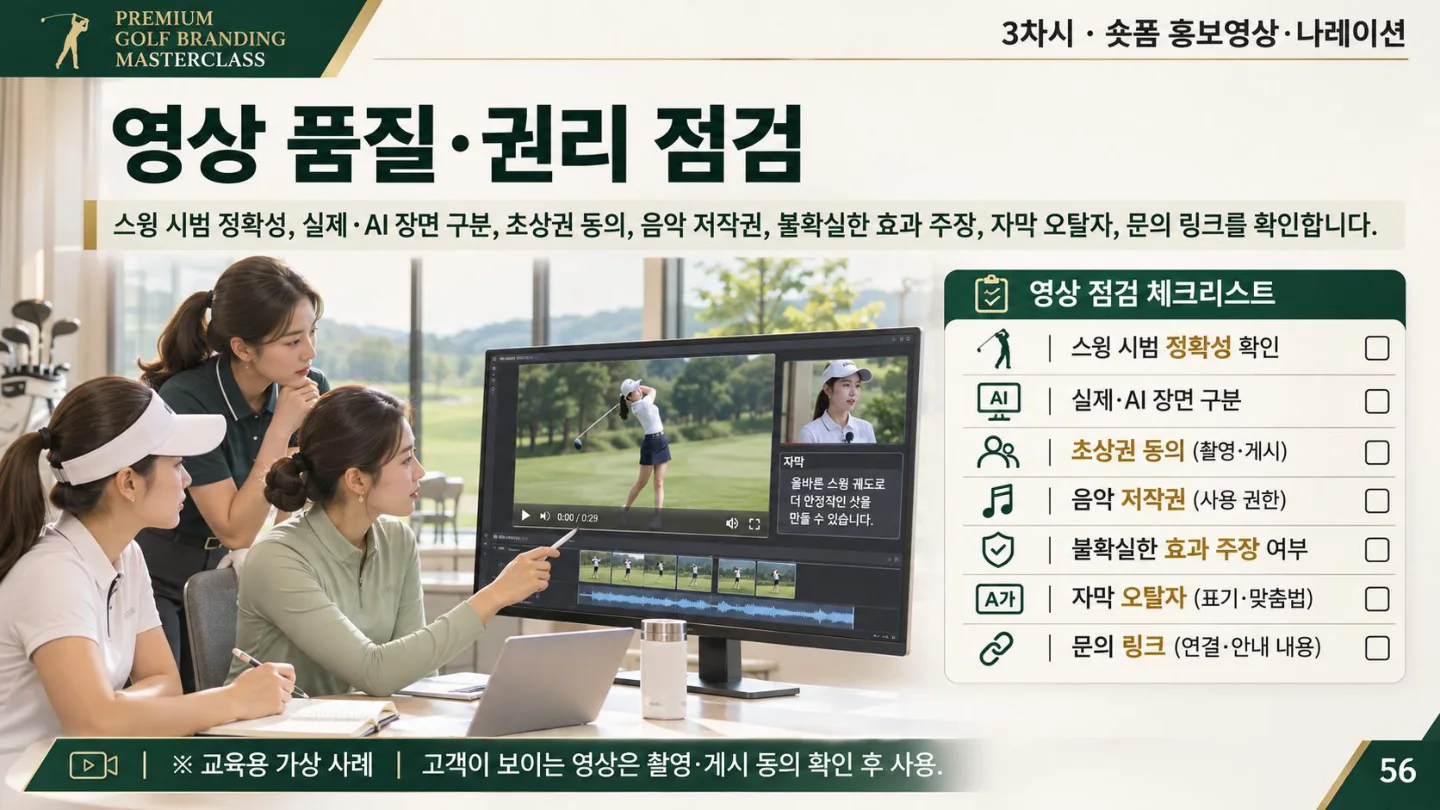 PREMIUM
GOLF BRANDING
MASTERCLASS
3차시 · 숏폼 홍보영상·나레이션
영상 품질·권리 점검
스윙 시범 정확성, 실제·AI 장면 구분, 초상권 동의, 음악 저작권, 불확실한 효과 주장, 자막 오탈자, 문의 링크를 확인합니다.
자막
올바른 스윙 궤도로
더 안정적인 샷을
만들 수 있습니다.
0:00 / 0:29
영상 점검 체크리스트
스윙 시범 정확성 확인
AI
실제·AI 장면 구분
초상권 동의 (촬영·게시)
음악 저작권 (사용 권한)
불확실한 효과 주장 여부
A가
자막 오탈자 (표기·맞춤법)
문의 링크 (연결·안내 내용)
※ 교육용 가상 사례
고객이 보이는 영상은 촬영·게시 동의 확인 후 사용.
56